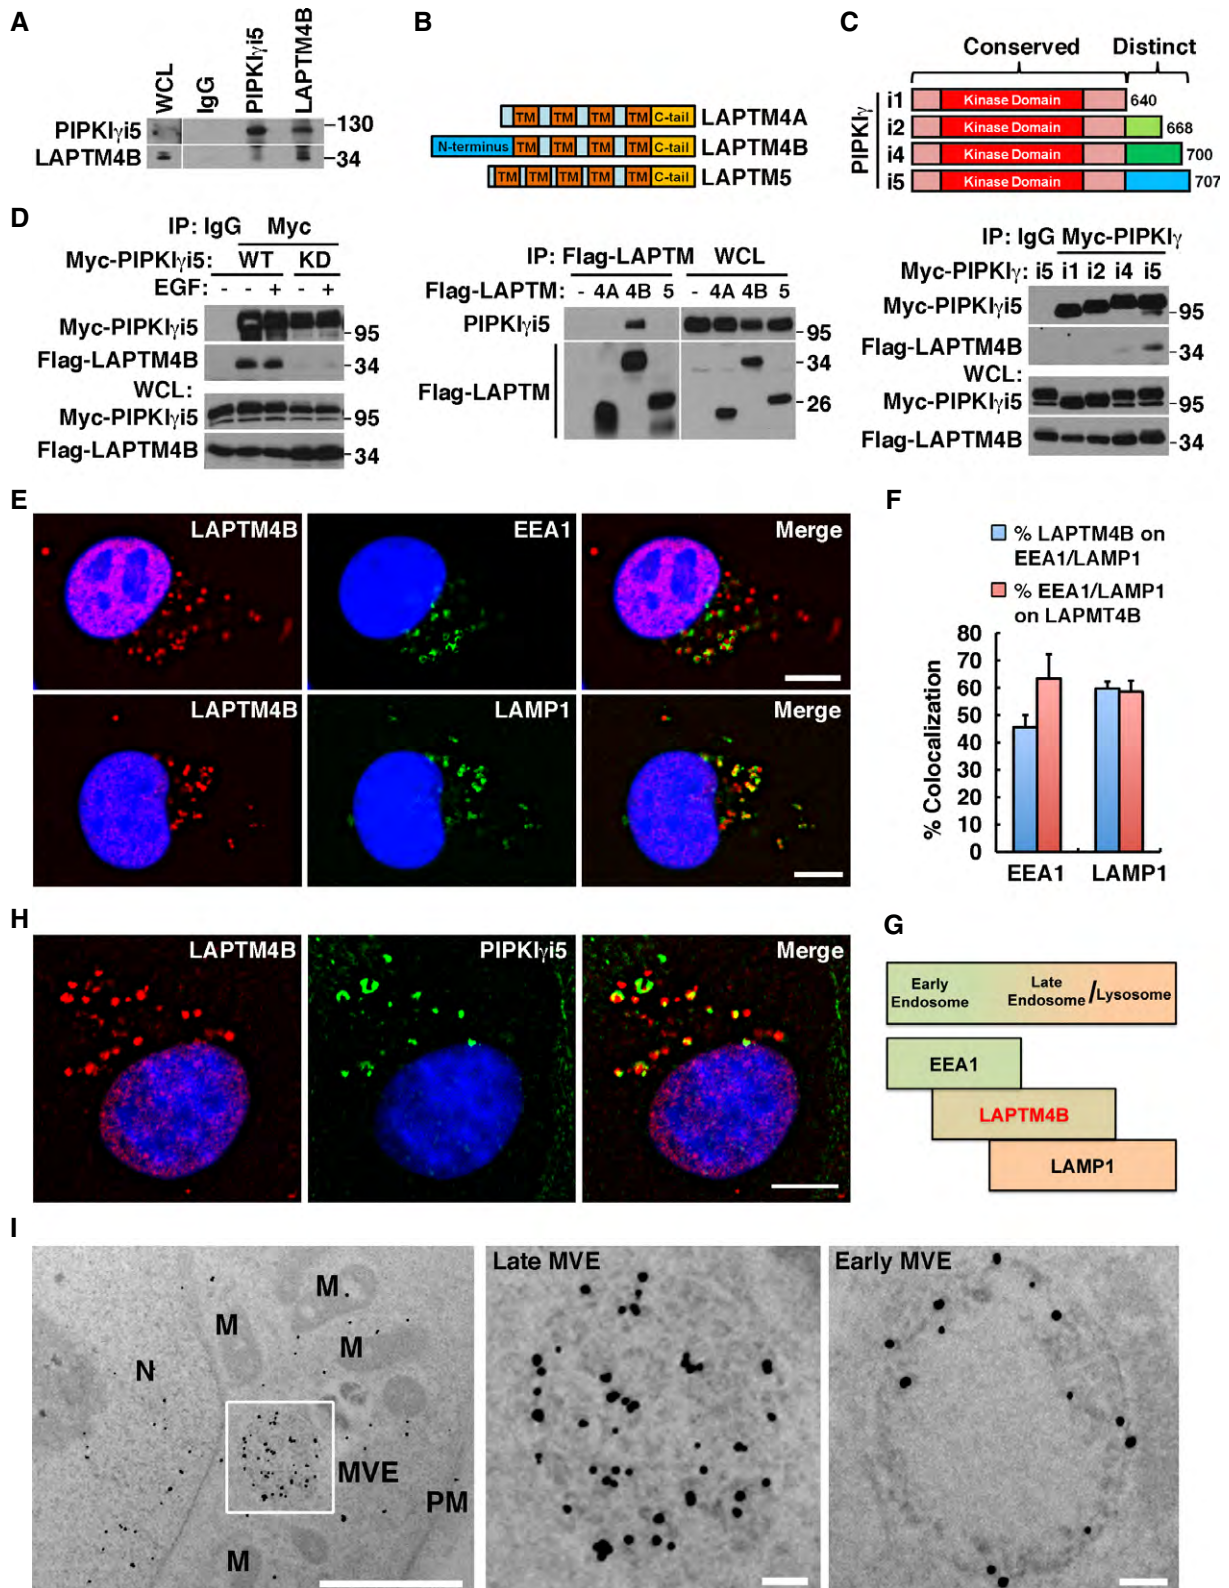 A
WCL
IgG
PIPKIγi5
LAPTM4B
PIPKIγi5
-130
LAPTM4B
-34
B
TM TM TM TM C-tail LAPTM4A
N-terminus TM TM TM TM C-tail LAPTM4B
TM TM TM TM TM C-tail LAPTM5
IP: Flag-LAPTM WCL
Flag-LAPTM: - 4A 4B 5 - 4A 4B 5
PIPKIγi5
-95
Flag-LAPTM
-34
-26
C
Conserved Distinct
PIPKIγ
i1 Kinase Domain 640
i2 Kinase Domain 668
i4 Kinase Domain 700
i5 Kinase Domain 707
IP: IgG Myc-PIPKIγ
Myc-PIPKIγ: i5 i1 i2 i4 i5
Myc-PIPKIγi5
-95
Flag-LAPTM4B
-34
WCL:
Myc-PIPKIγi5
-95
Flag-LAPTM4B
-34
D
IP: IgG Myc
Myc-PIPKIγi5: WT KD
EGF: - - + - +
Myc-PIPKIγi5
-95
Flag-LAPTM4B
-34
WCL:
Myc-PIPKIγi5
-95
Flag-LAPTM4B
-34
E
LAPTM4B
EEA1
Merge
LAPTM4B
LAMP1
Merge
F
% LAPTM4B on
EEA1/LAMP1
% EEA1/LAMP1
on LAPMT4B
% Colocalization
80
70
60
50
40
30
20
10
0
EEA1 LAMP1
H
LAPTM4B
PIPKIγi5
Merge
G
Early
Endosome
Late
Endosome
/
Lysosome
EEA1
LAPTM4B
LAMP1
I
M
M
M
N
MVE
PM
M
Late MVE
Early MVE